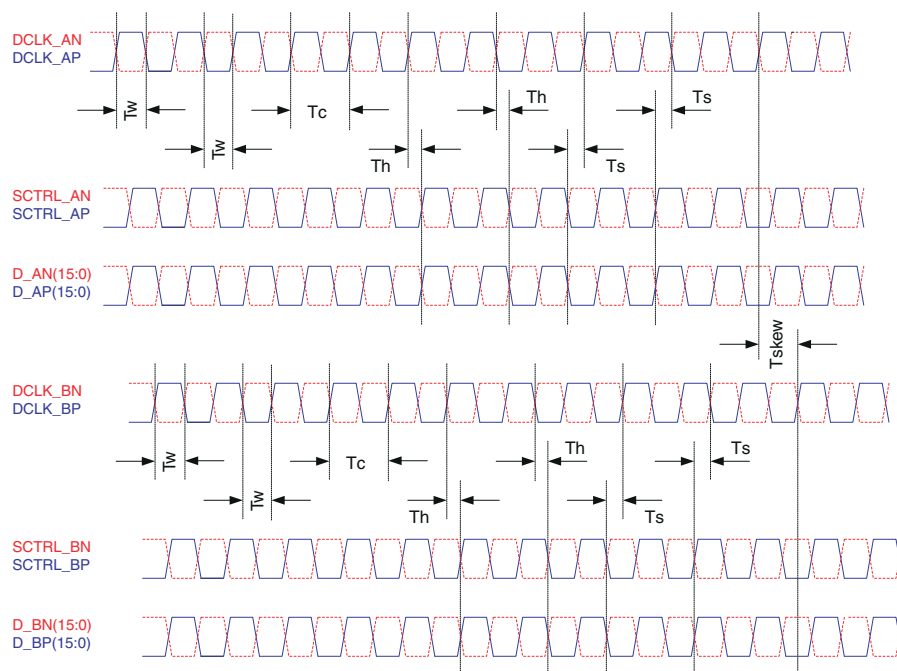 DCLK_AN
DCLK_AP
Tw
Tw
Tc
Th
Th
Ts
Ts
SCTRL_AN
SCTRL_AP
D_AN(15:0)
D_AP(15:0)
Tskew
DCLK_BN
DCLK_BP
Tw
Tw
Tc
Th
Th
Ts
Ts
SCTRL_BN
SCTRL_BP
D_BN(15:0)
D_BP(15:0)